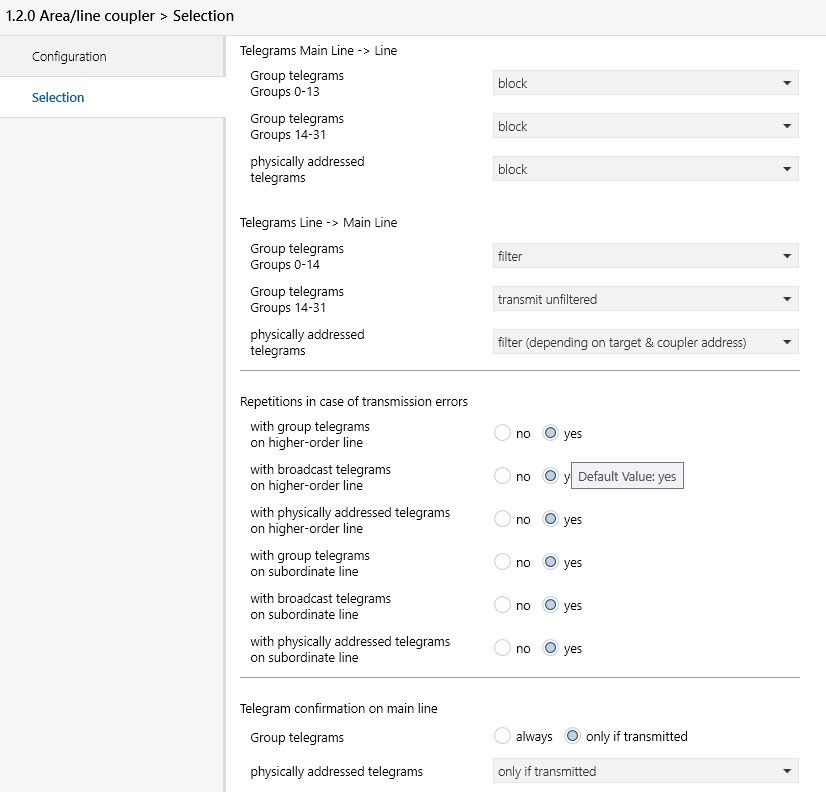 1.2.0 Area/line coupler > Selection
Configuration
Selection
Telegrams Main Line -> Line
Group telegrams
Groups 0-13
block
Group telegrams
Groups 14-31
block
physically addressed
telegrams
block
Telegrams Line -> Main Line
Group telegrams
Groups 0-14
filter
Group telegrams
Groups 14-31
transmit unfiltered
physically addressed
telegrams
filter (depending on target & coupler address)
Repetitions in case of transmission errors
with group telegrams
on higher-order line
no yes
with broadcast telegrams
on higher-order line
no y Default Value: yes
with physically addressed telegrams
on higher-order line
no yes
with group telegrams
on subordinate line
no yes
with broadcast telegrams
on subordinate line
no yes
with physically addressed telegrams
on subordinate line
no yes
Telegram confirmation on main line
Group telegrams
always only if transmitted
physically addressed telegrams
only if transmitted